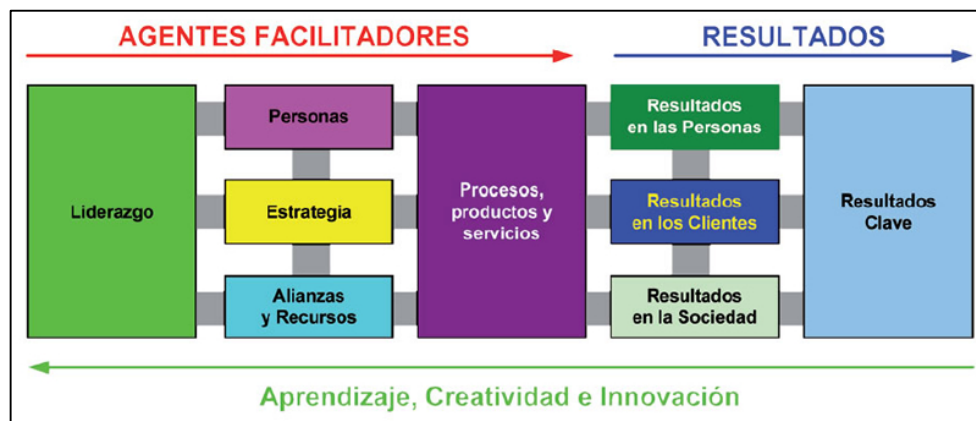 AGENTES FACILITADORES
RESULTADOS
Liderazgo
Personas
Estrategia
Alianzas
y Recursos
Procesos,
productos y
servicios
Resultados
en las Personas
Resultados
en los Clientes
Resultados
en la Sociedad
Resultados
Clave
Aprendizaje, Creatividad e Innovación